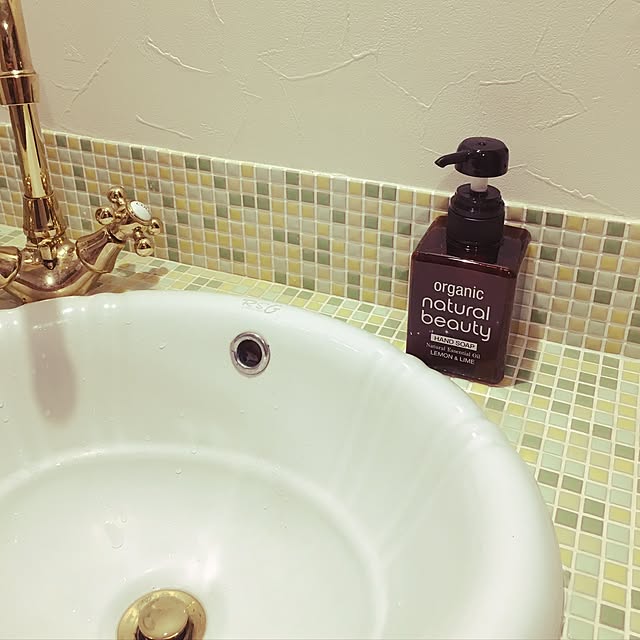 organic
natural
beauty
HAND SOAP
Natural Essential Oil
LEMON & LIME